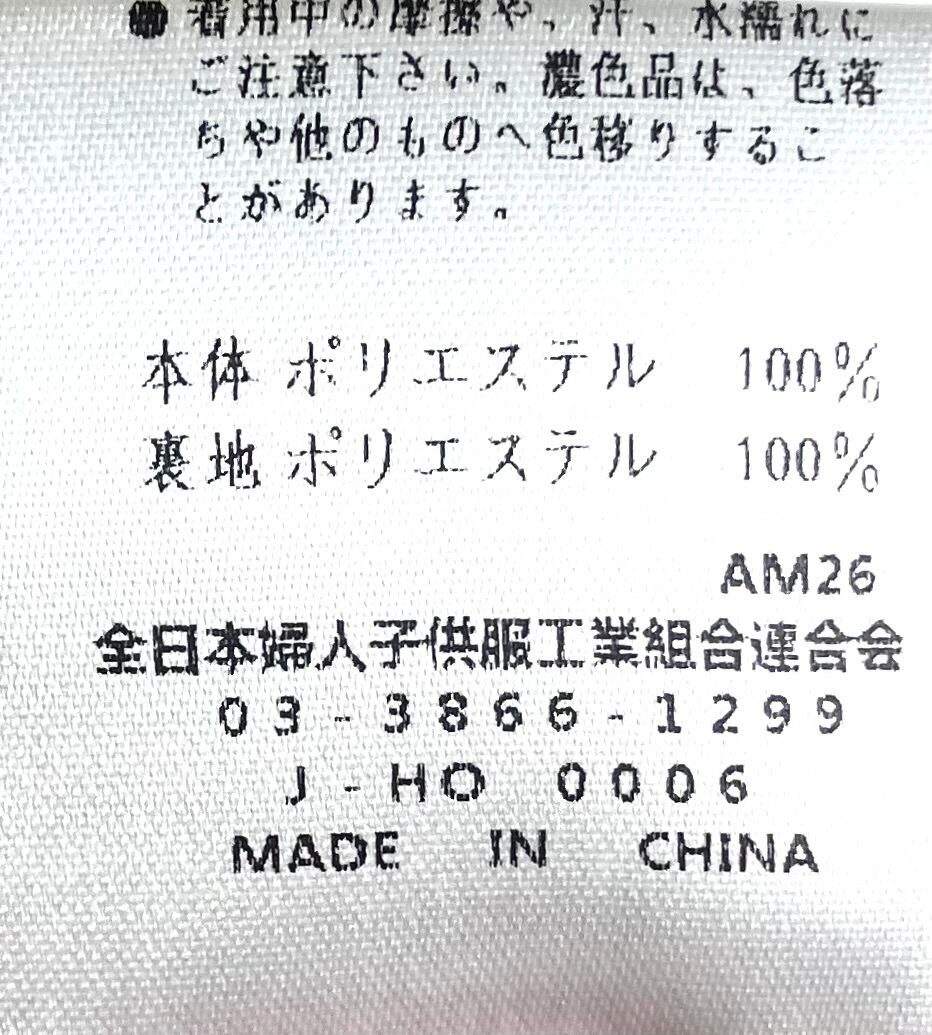 ● 着用中の摩擦や、汗、水濡れに
ご注意下さい。濃色品は、色落
ちや他のものへ色移りするこ
とがあります。
本体 ポリエステル 100%
裏地 ポリエステル 100%
AM26
全日本婦人子供服工業組合連合会
03-3866-1299
J-HO 0006
MADE IN CHINA